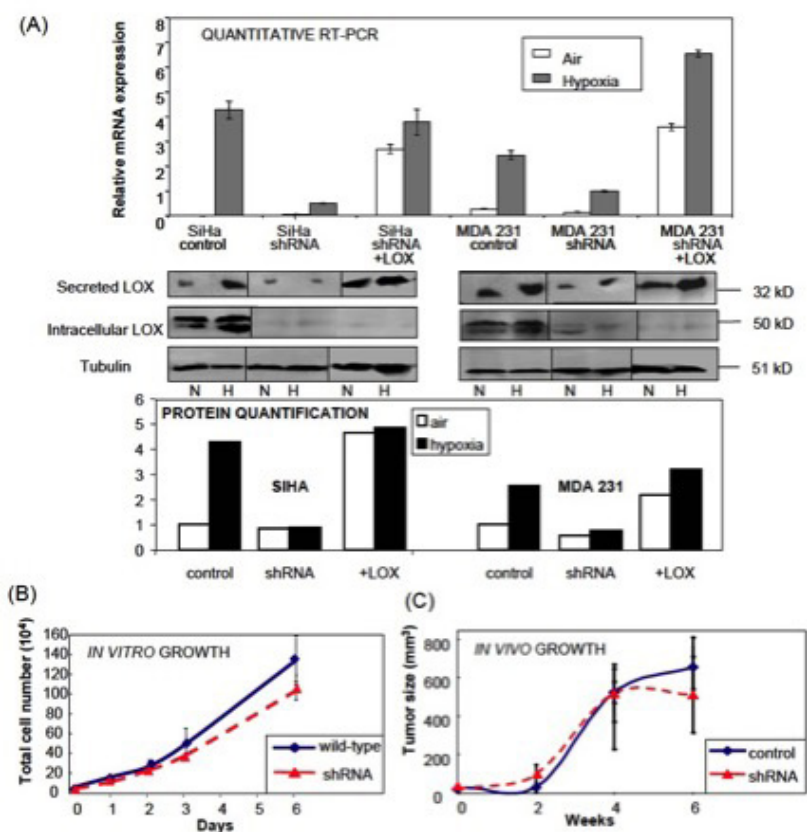 (A)
QUANTITATIVE RT-PCR
Air
Hypoxia
Relative mRNA expression
8
7
6
5
4
3
2
1
0
SiHa control
SiHa shRNA
SiHa shRNA +LOX
MDA 231 control
MDA 231 shRNA
MDA 231 shRNA +LOX
Secreted LOX
32 kD
Intracellular LOX
50 kD
Tubulin
51 kD
N H N H N H N H N H N H
PROTEIN QUANTIFICATION
air
hypoxia
6
5
4
3
2
1
0
SIHA
MDA 231
control shRNA +LOX control shRNA +LOX
(B)
IN VITRO GROWTH
Total cell number (10⁴)
160
140
120
100
80
60
40
20
0
wild-type
shRNA
0 1 2 3 4 5 6
Days
(C)
IN VIVO GROWTH
Tumor size (mm³)
800
600
400
200
0
control
shRNA
0 2 4 6
Weeks